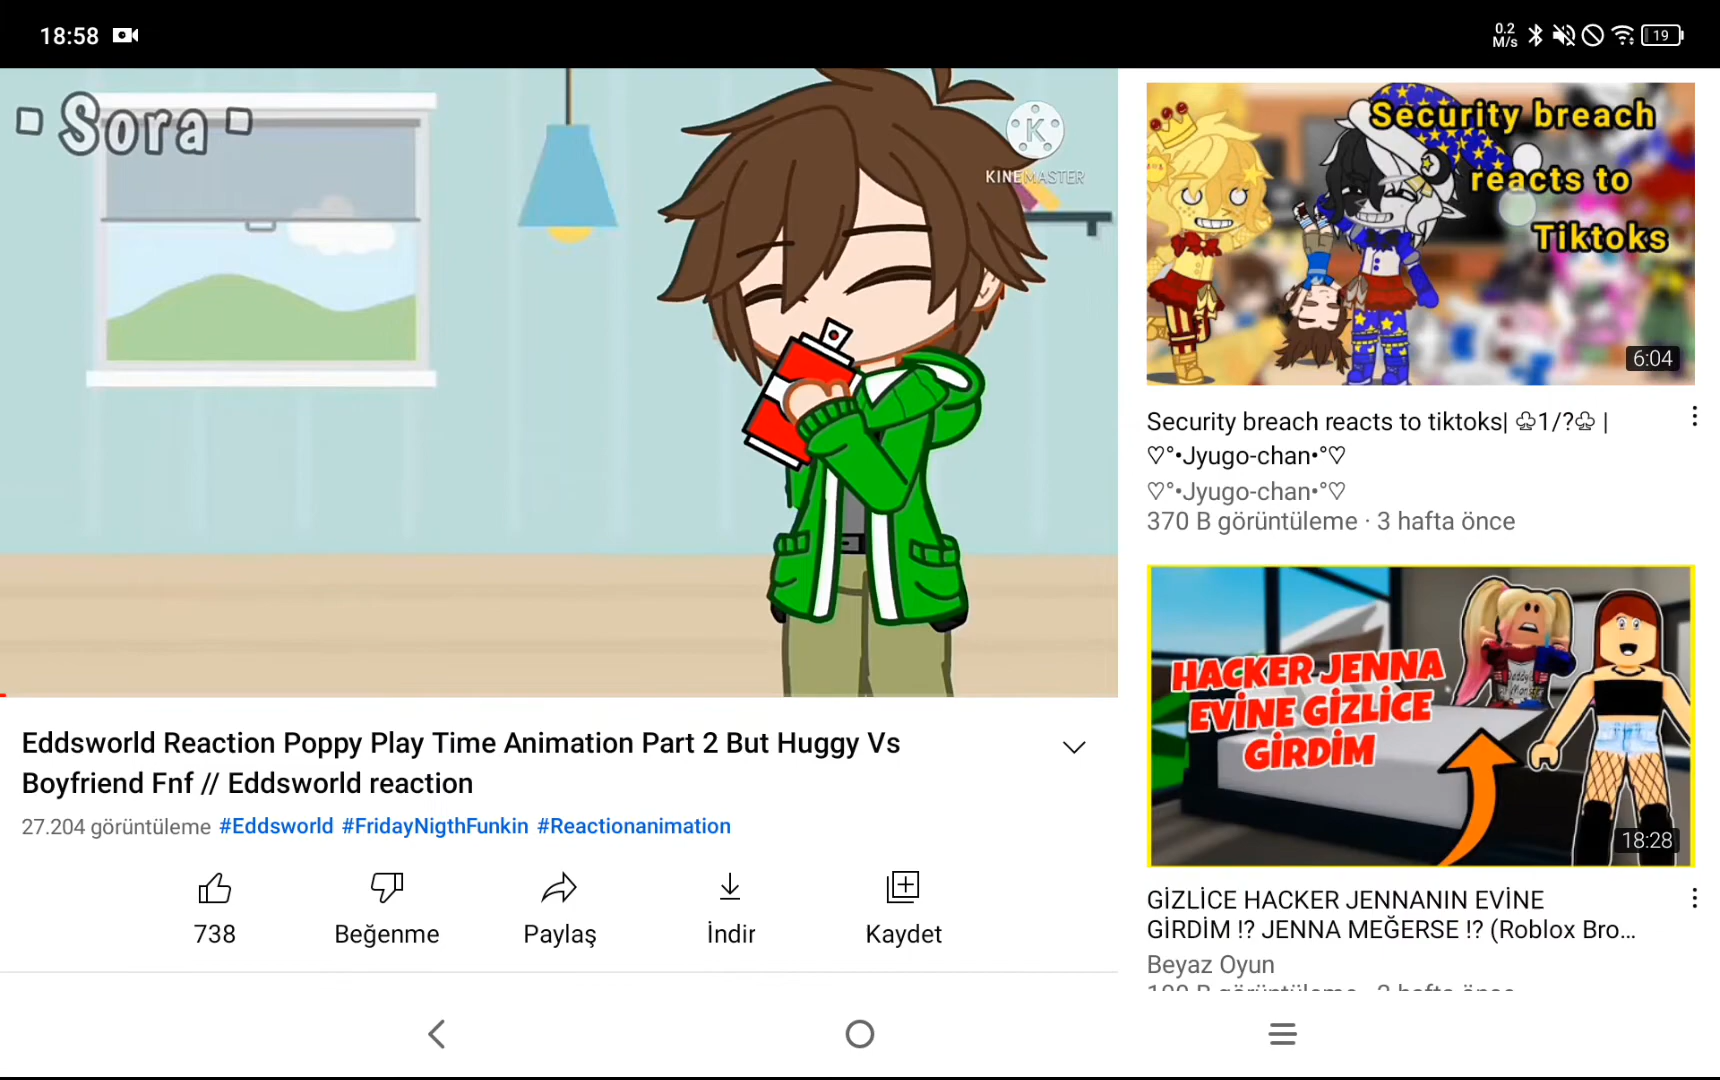 18:58
0.2
M/s
19
Sora
K
KINEMASTER
Eddsworld Reaction Poppy Play Time Animation Part 2 But Huggy Vs
Boyfriend Fnf // Eddsworld reaction
27.204 görüntüleme #Eddsworld #FridayNigthFunkin #Reactionanimation
738
Beğenme
Paylaş
İndir
Kaydet
Security breach
reacts to
Tiktoks
6:04
Security breach reacts to tiktoks| ♧1/?♧ |
♡°•Jyugo-chan•°♡
♡°•Jyugo-chan•°♡
370 B görüntüleme · 3 hafta önce
HACKER JENNA
EVİNE GİZLİCE
GİRDİM
18:28
GİZLİCE HACKER JENNANIN EVİNE
GİRDİM !? JENNA MEĞERSE !? (Roblox Bro...
Beyaz Oyun